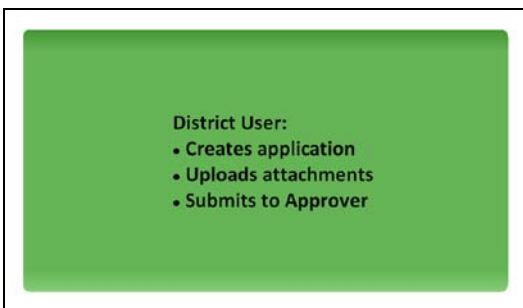 District User:
• Creates application
• Uploads attachments
• Submits to Approver